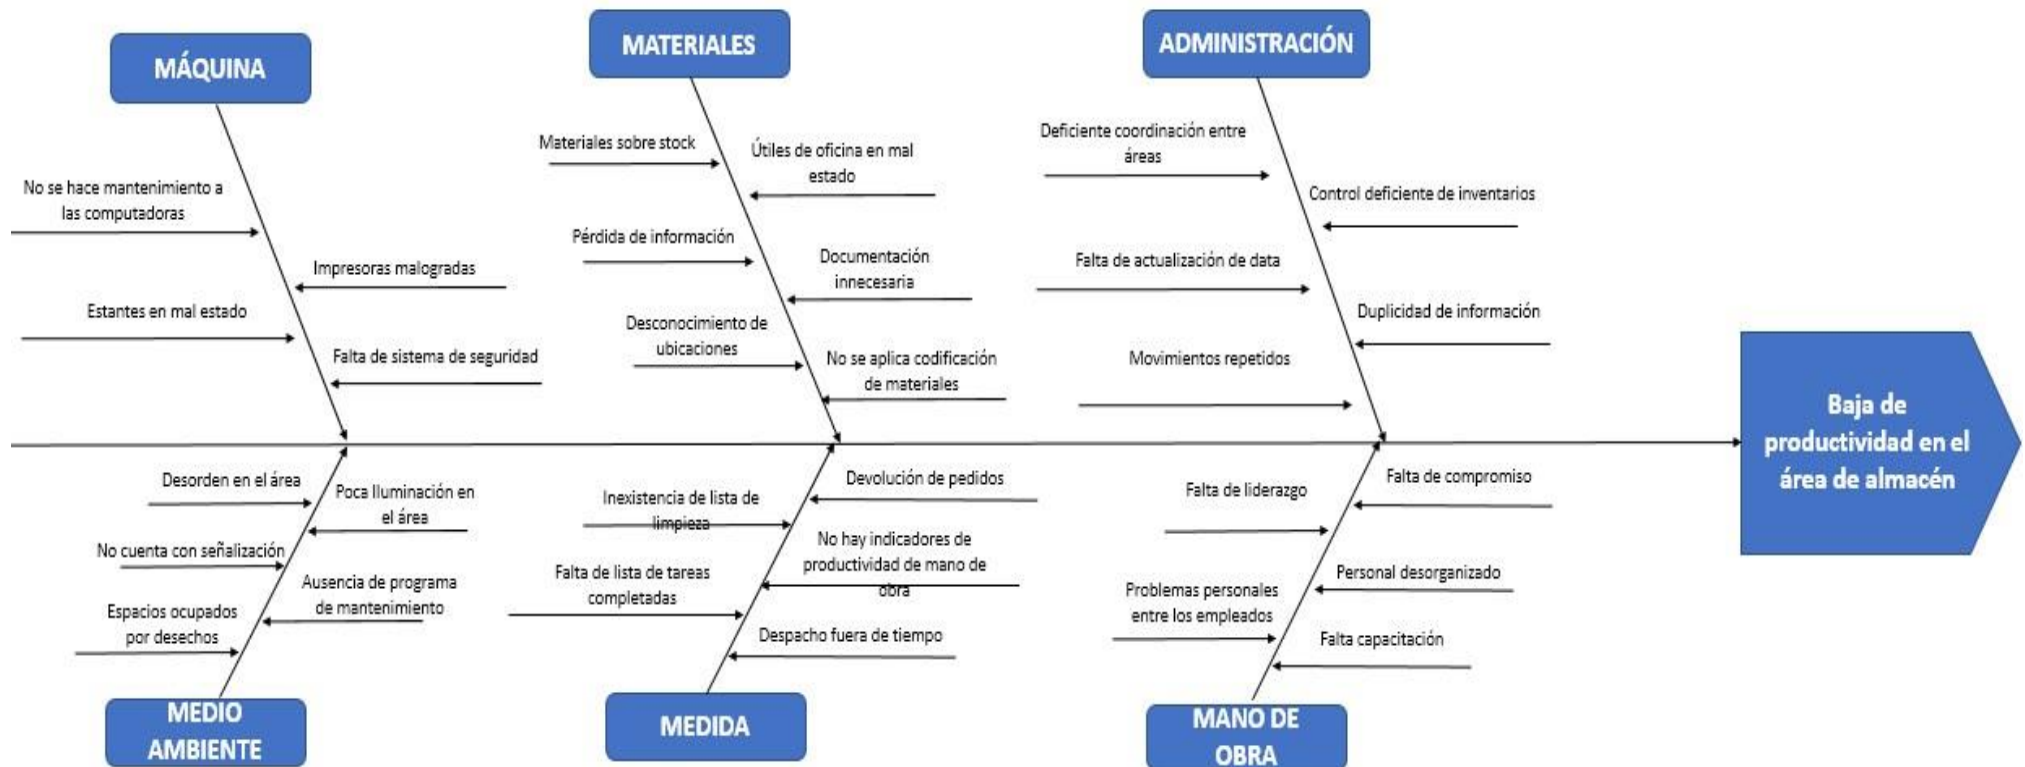 MÁQUINA
No se hace mantenimiento a
las computadoras
Impresoras malogradas
Estantes en mal estado
Falta de sistema de seguridad
MATERIALES
Materiales sobre stock
Útiles de oficina en mal
estado
Pérdida de información
Documentación
innecesaria
Desconocimiento de
ubicaciones
No se aplica codificación
de materiales
ADMINISTRACIÓN
Deficiente coordinación entre
áreas
Control deficiente de inventarios
Falta de actualización de data
Duplicidad de información
Movimientos repetidos
Baja de
productividad en el
área de almacén
Desorden en el área
Poca Iluminación en
el área
No cuenta con señalización
Ausencia de programa
de mantenimiento
Espacios ocupados
por desechos
MEDIO
AMBIENTE
Devolución de pedidos
Inexistencia de lista de
limpieza
No hay indicadores de
productividad de mano de
obra
Falta de lista de tareas
completadas
Despacho fuera de tiempo
MEDIDA
Falta de compromiso
Falta de liderazgo
Personal desorganizado
Problemas personales
entre los empleados
Falta capacitación
MANO DE
OBRA